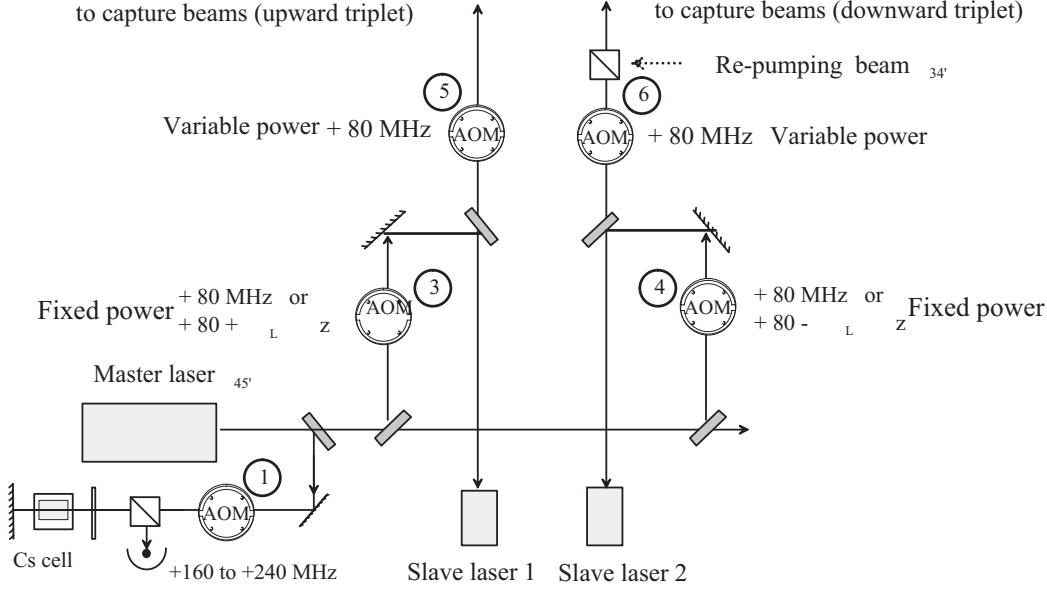 to capture beams (upward triplet)
to capture beams (downward triplet)
Re-pumping beam 34'
5
6
Variable power + 80 MHz
AOM
AOM
+ 80 MHz Variable power
3
4
Fixed power
+ 80 MHz or
+ 80 + L z
AOM
AOM
+ 80 MHz or
+ 80 - L z
Fixed power
Master laser 45'
1
AOM
Cs cell
+160 to +240 MHz
Slave laser 1
Slave laser 2